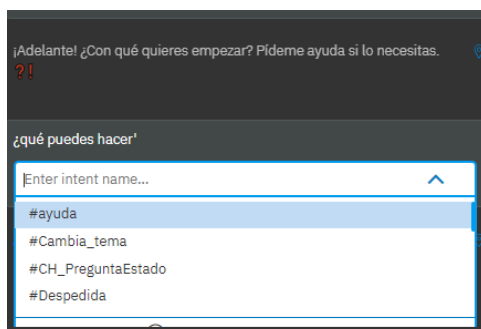 ¡Adelante! ¿Con qué quieres empezar? Pídeme ayuda si lo necesitas.
❓❗
¿qué puedes hacer'
Enter intent name...
#ayuda
#Cambia_tema
#CH_PreguntaEstado
#Despedida